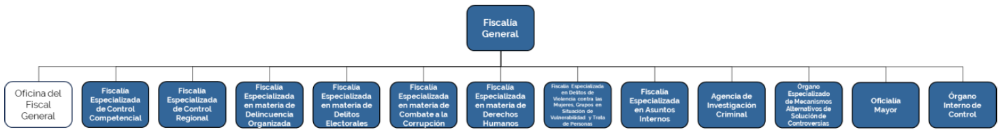 Fiscalía
General
Oficina del
Fiscal
General
Fiscalía
Especializada
de Control
Competencial
Fiscalía
Especializada
de Control
Regional
Fiscalía
Especializada
en materia de
Delincuencia
Organizada
Fiscalía
Especializada
en materia de
Delitos
Electorales
Fiscalía
Especializada
en materia de
Combate a la
Corrupción
Fiscalía
Especializada
en materia de
Derechos
Humanos
Fiscalía Especializada
en Delitos de
Violencia contra las
Mujeres, Grupos en
Situación de
Vulnerabilidad y Trata
de Personas
Fiscalía
Especializada
en Asuntos
Internos
Agencia de
Investigación
Criminal
Órgano
Especializado
de Mecanismos
Alternativos de
Solución de
Controversias
Oficialía
Mayor
Órgano
Interno de
Control